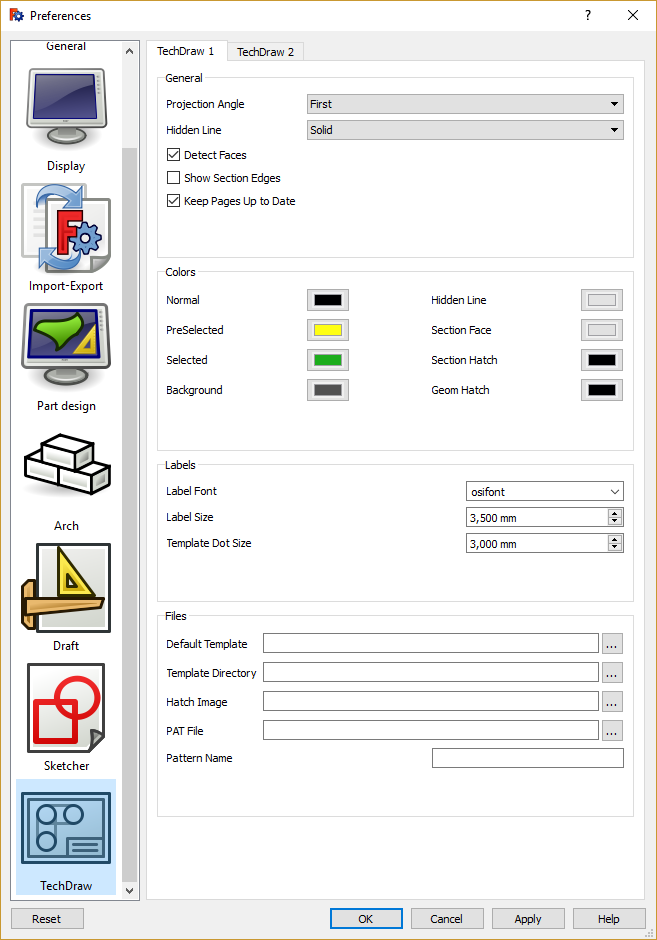 Preferences
?
General
Display
Import-Export
Part design
Arch
Draft
Sketcher
TechDraw
TechDraw 1
TechDraw 2
General
Projection Angle
First
Hidden Line
Solid
Detect Faces
Show Section Edges
Keep Pages Up to Date
Colors
Normal
Hidden Line
PreSelected
Section Face
Selected
Section Hatch
Background
Geom Hatch
Labels
Label Font
osifont
Label Size
3,500 mm
Template Dot Size
3,000 mm
Files
Default Template
...
Template Directory
...
Hatch Image
...
PAT File
...
Pattern Name
Reset
OK
Cancel
Apply
Help